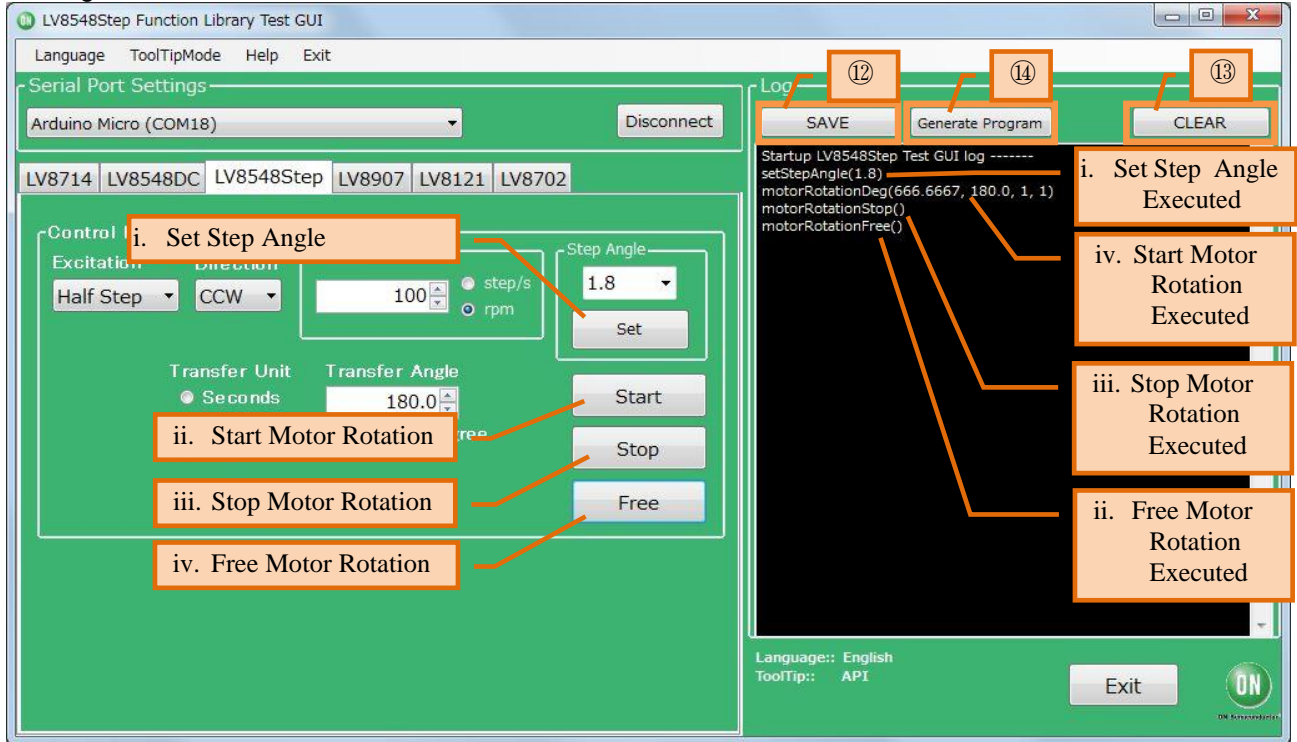 LV8548Step Function Library Test GUI
Language ToolTipMode Help Exit
Serial Port Settings
Arduino Micro (COM18)
Disconnect
LV8714 LV8548DC LV8548Step LV8907 LV8121 LV8702
Control
i. Set Step Angle
Excitation Direction
Half Step CCW
100
step/s
rpm
Step Angle
1.8
Set
Transfer Unit Transfer Angle
Seconds
180.0
Start
ii. Start Motor Rotation
Stop
iii. Stop Motor Rotation
Free
iv. Free Motor Rotation
Log
⑫
⑭
⑬
SAVE
Generate Program
CLEAR
Startup LV8548Step Test GUI log -------
setStepAngle(1.8)
motorRotationDeg(666.6667, 180.0, 1, 1)
motorRotationStop()
motorRotationFree()
i. Set Step Angle
Executed
iv. Start Motor
Rotation
Executed
iii. Stop Motor
Rotation
Executed
ii. Free Motor
Rotation
Executed
Language:: English
ToolTip:: API
Exit
ON
ON Semiconductor